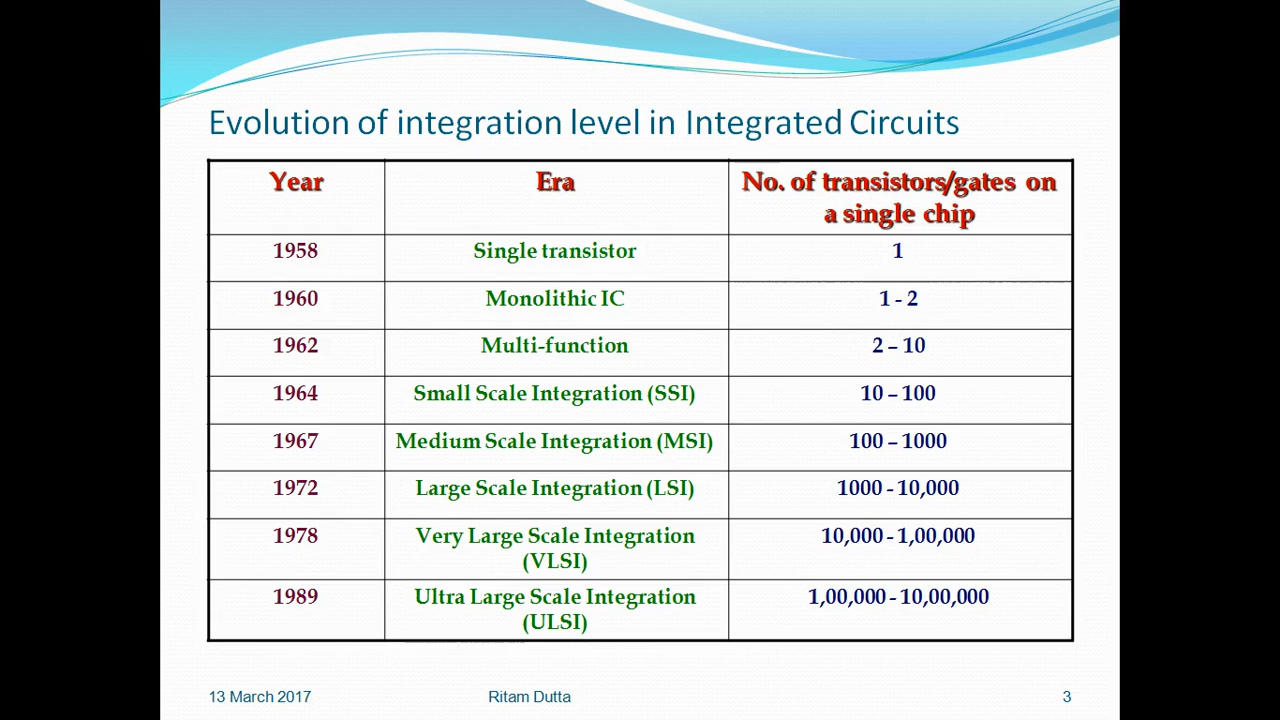 Evolution of integration level in Integrated Circuits
Year Era No. of transistors/gates on
a single chip
1958 Single transistor 1
1960 Monolithic IC 1 - 2
1962 Multi-function 2 – 10
1964 Small Scale Integration (SSI) 10 – 100
1967 Medium Scale Integration (MSI) 100 – 1000
1972 Large Scale Integration (LSI) 1000 - 10,000
1978 Very Large Scale Integration 10,000 - 1,00,000
(VLSI)
1989 Ultra Large Scale Integration 1,00,000 - 10,00,000
(ULSI)
13 March 2017 Ritam Dutta 3